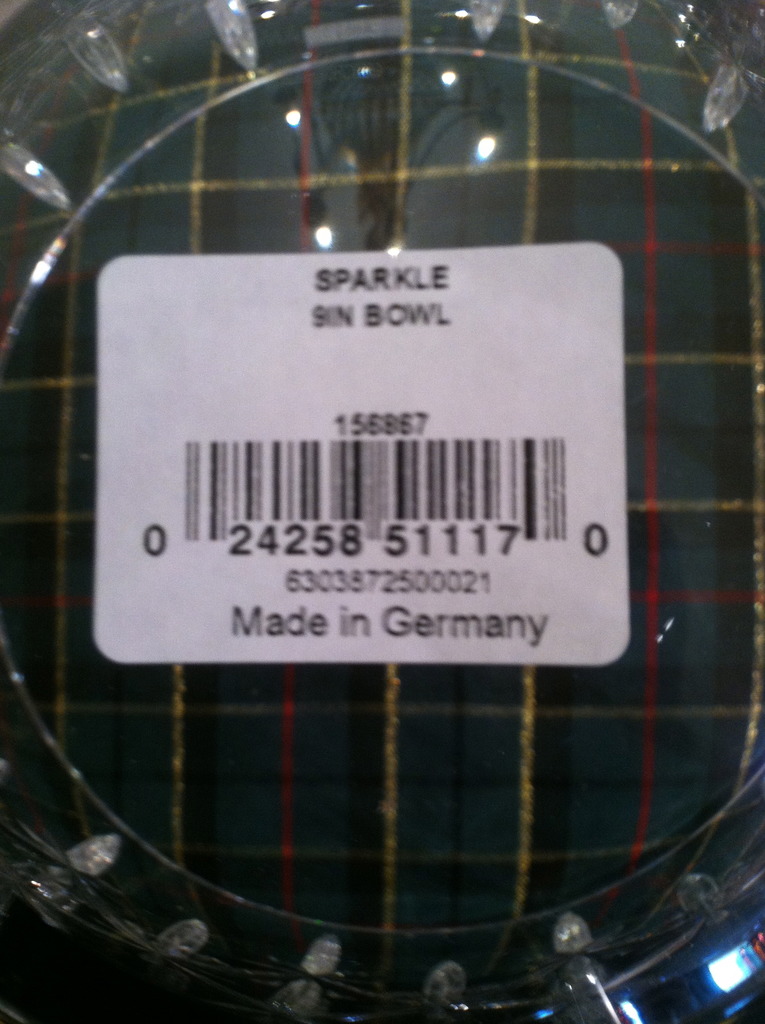 SPARKLE
9IN BOWL
156867
0 24258 51117 0
6303872500021
Made in Germany